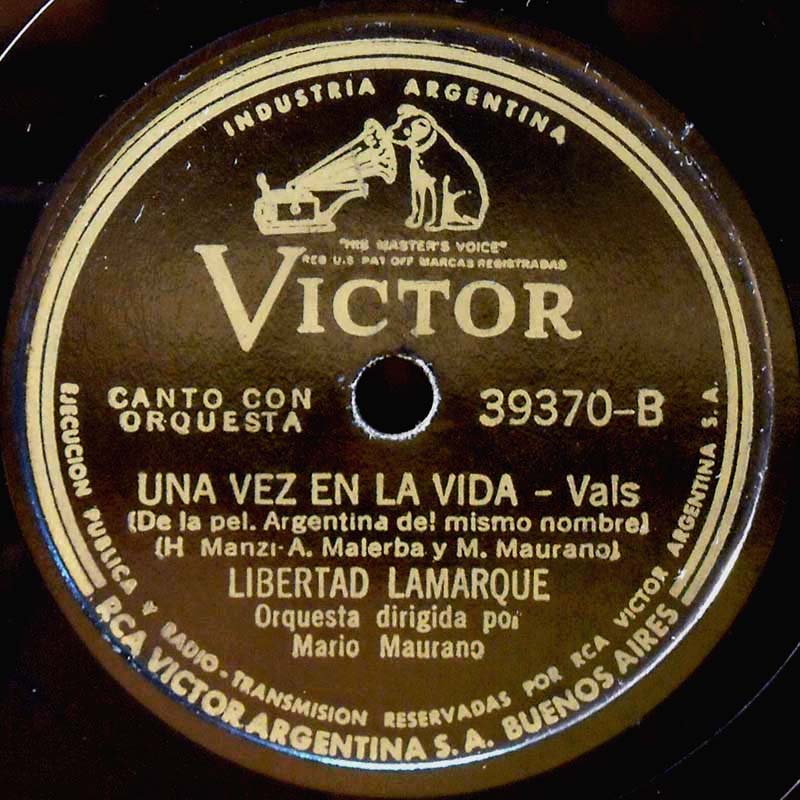 INDUSTRIA ARGENTINA
"HIS MASTER'S VOICE"
REG U.S PAT OFF MARCAS REGISTRADAS
VICTOR
CANTO CON
ORQUESTA
39370-B
UNA VEZ EN LA VIDA - Vals
(De la pel. Argentina del mismo nombre)
(H Manzi-A. Malerba y M. Maurano)
LIBERTAD LAMARQUE
Orquesta dirigida por
Mario Maurano
EJECUCION PUBLICA Y RADIO-TRANSMISION RESERVADAS POR RCA VICTOR ARGENTINA S.A.
RCA VICTOR ARGENTINA S.A. BUENOS AIRES